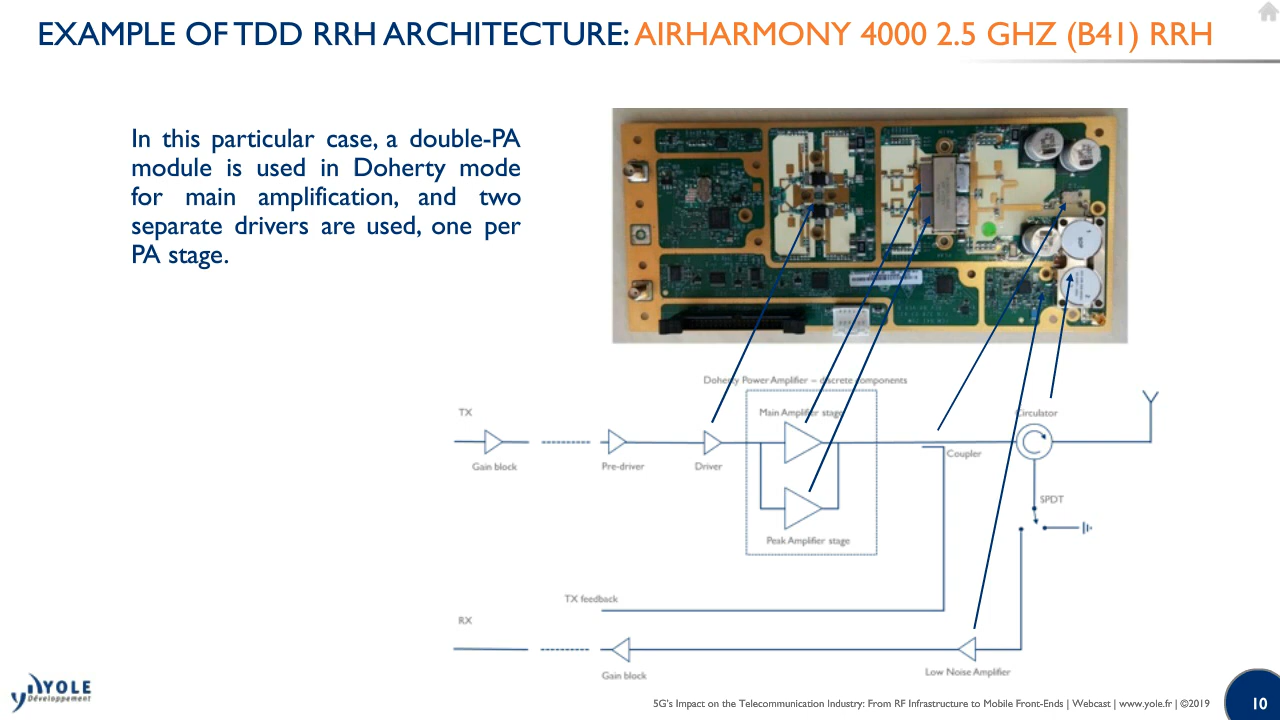 EXAMPLE OF TDD RRH ARCHITECTURE: AIRHARMONY 4000 2.5 GHZ (B41) RRH
In this particular case, a double-PA
module is used in Doherty mode
for main amplification, and two
separate drivers are used, one per
PA stage.
Doherty Power Amplifier – discrete components
TX
Main Amplifier stage
Circulator
Gain block
Pre-driver
Driver
Coupler
SPDT
Peak Amplifier stage
TX feedback
RX
Gain block
Low Noise Amplifier
YOLE
Développement
5G's Impact on the Telecommunication Industry: From RF Infrastructure to Mobile Front-Ends | Webcast | www.yole.fr | ©2019
10